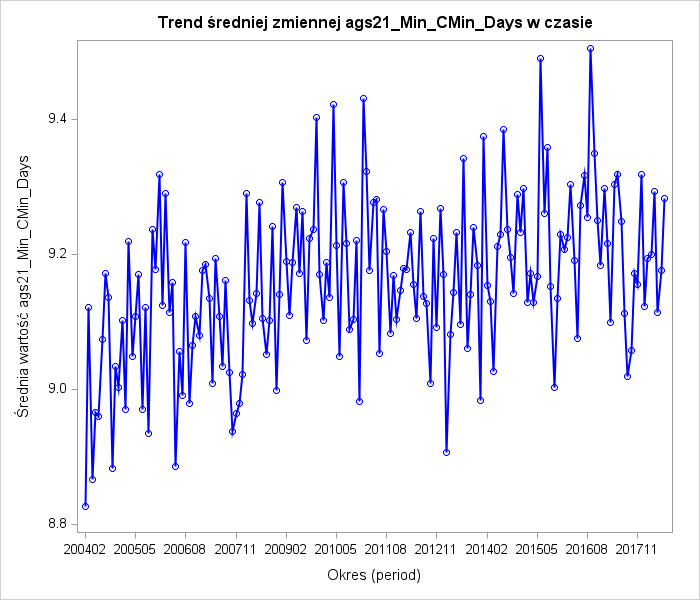 Trend średniej zmiennej ags21_Min_CMin_Days w czasie
Średnia wartość ags21_Min_CMin_Days
9.4
9.2
9.0
8.8
200402 200505 200608 200711 200902 201005 201108 201211 201402 201505 201608 201711
Okres (period)